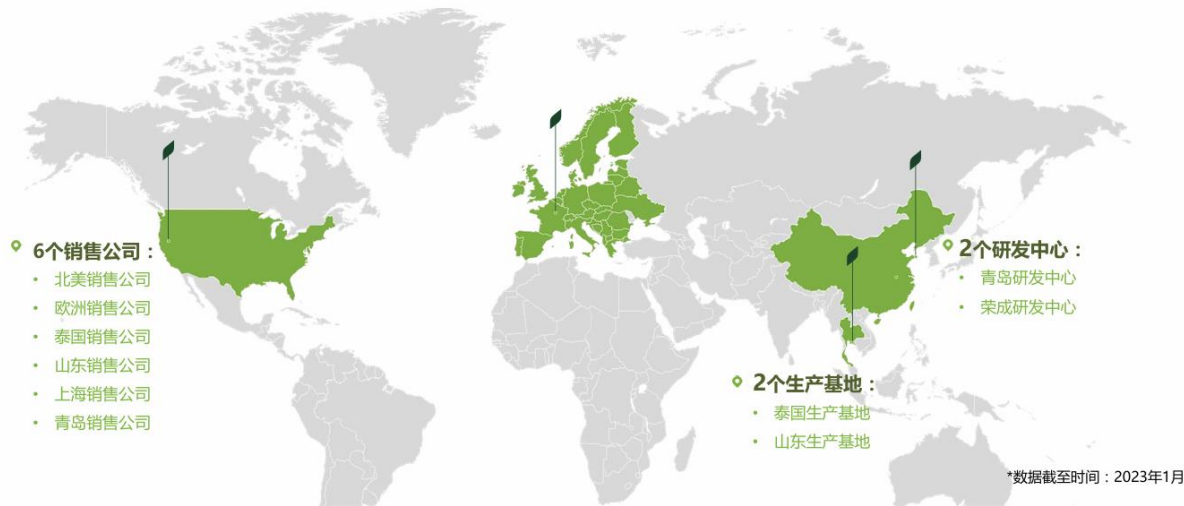 6个销售公司：
• 北美销售公司
• 欧洲销售公司
• 泰国销售公司
• 山东销售公司
• 上海销售公司
• 青岛销售公司
2个研发中心：
• 青岛研发中心
• 荣成研发中心
2个生产基地：
• 泰国生产基地
• 山东生产基地
*数据截至时间：2023年1月